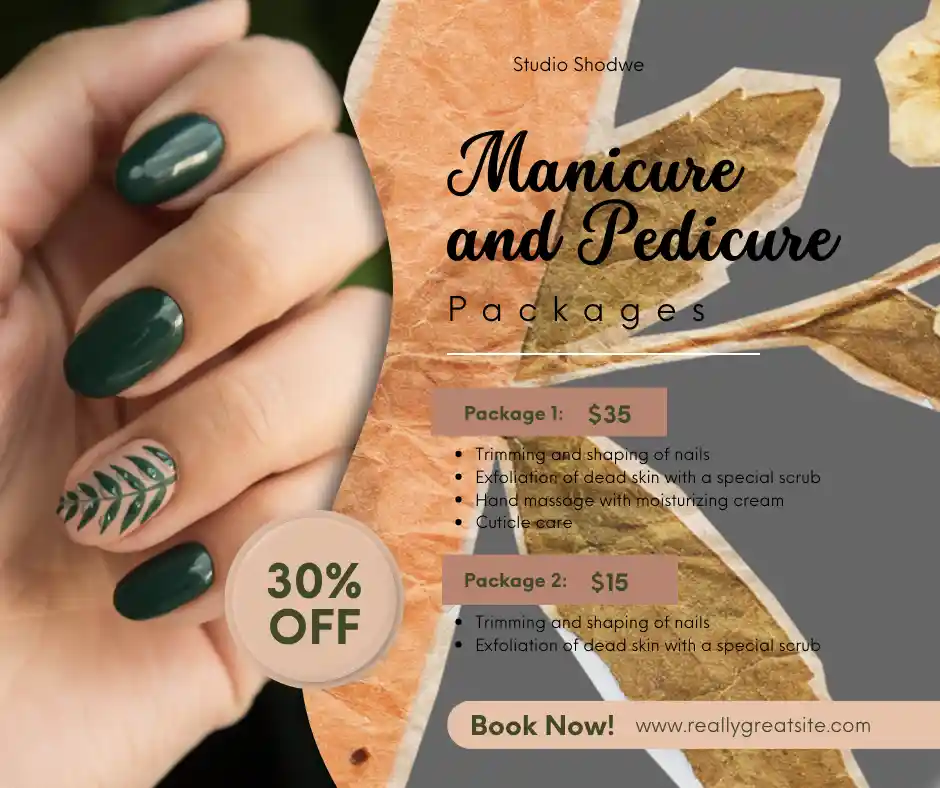 Studio Shodwe
Manicure
and Pedicure
Packages
Package 1: $35
• Trimming and shaping of nails
• Exfoliation of dead skin with a special scrub
• Hand massage with moisturizing cream
• Cuticle care
30%
OFF
Package 2: $15
• Trimming and shaping of nails
• Exfoliation of dead skin with a special scrub
Book Now! www.reallygreatsite.com